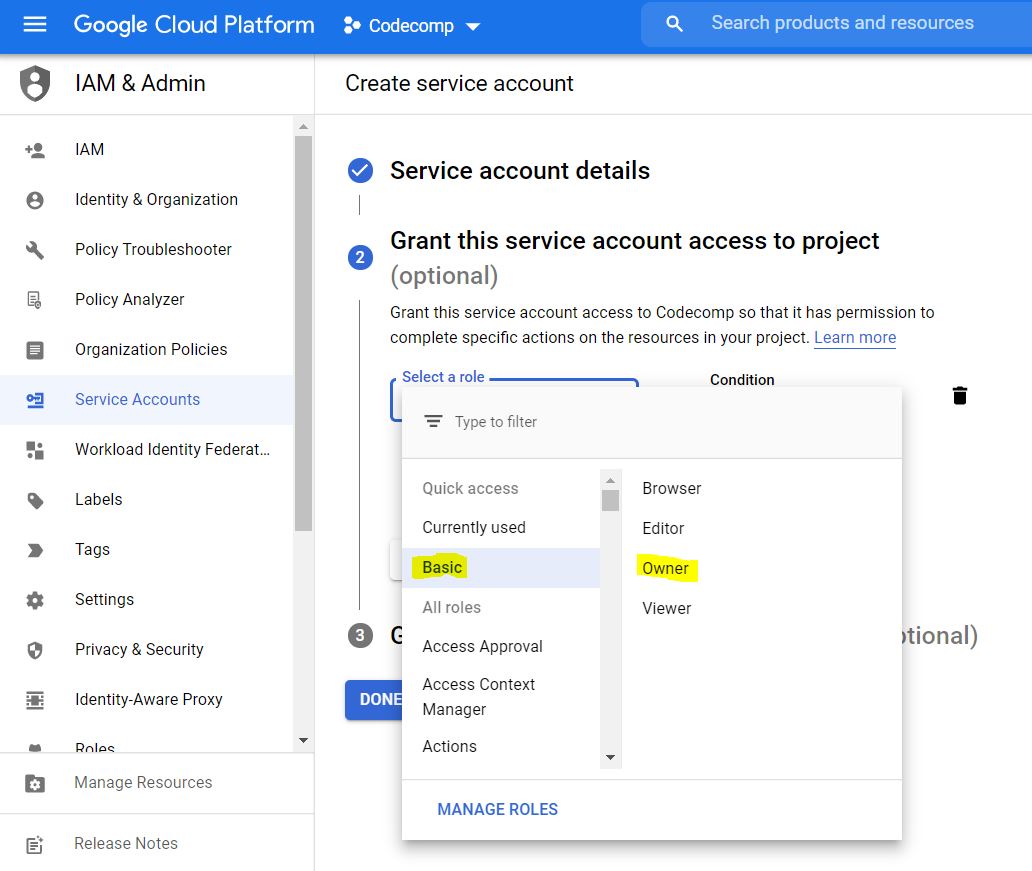 Google Cloud Platform
Codecomp
Search products and resources
IAM & Admin
Create service account
IAM
Identity & Organization
Policy Troubleshooter
Policy Analyzer
Organization Policies
Service Accounts
Workload Identity Federat...
Labels
Tags
Settings
Privacy & Security
Identity-Aware Proxy
Roles
Manage Resources
Release Notes
Service account details
2
Grant this service account access to project
(optional)
Grant this service account access to Codecomp so that it has permission to
complete specific actions on the resources in your project. Learn more
Select a role
Condition
Type to filter
Quick access
Currently used
Basic
All roles
Access Approval
Access Context
Manager
Actions
Browser
Editor
Owner
Viewer
MANAGE ROLES
3
G
ptional)
DONE